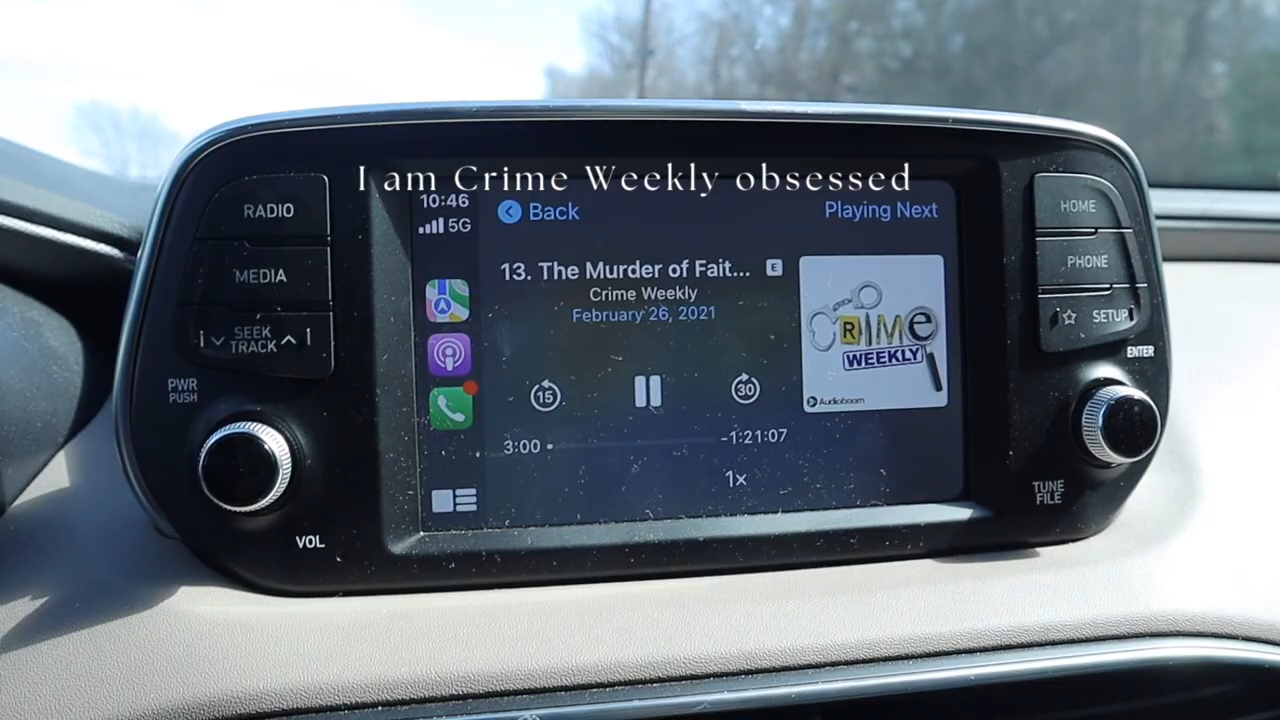 I am Crime Weekly obsessed
RADIO
MEDIA
SEEK
TRACK
PWR
PUSH
VOL
10:46
5G
Back
Playing Next
13. The Murder of Fait... E
Crime Weekly
February 26, 2021
15
30
3:00
-1:21:07
1x
CRIME
WEEKLY
Audioboom
HOME
PHONE
SETUP
ENTER
TUNE
FILE